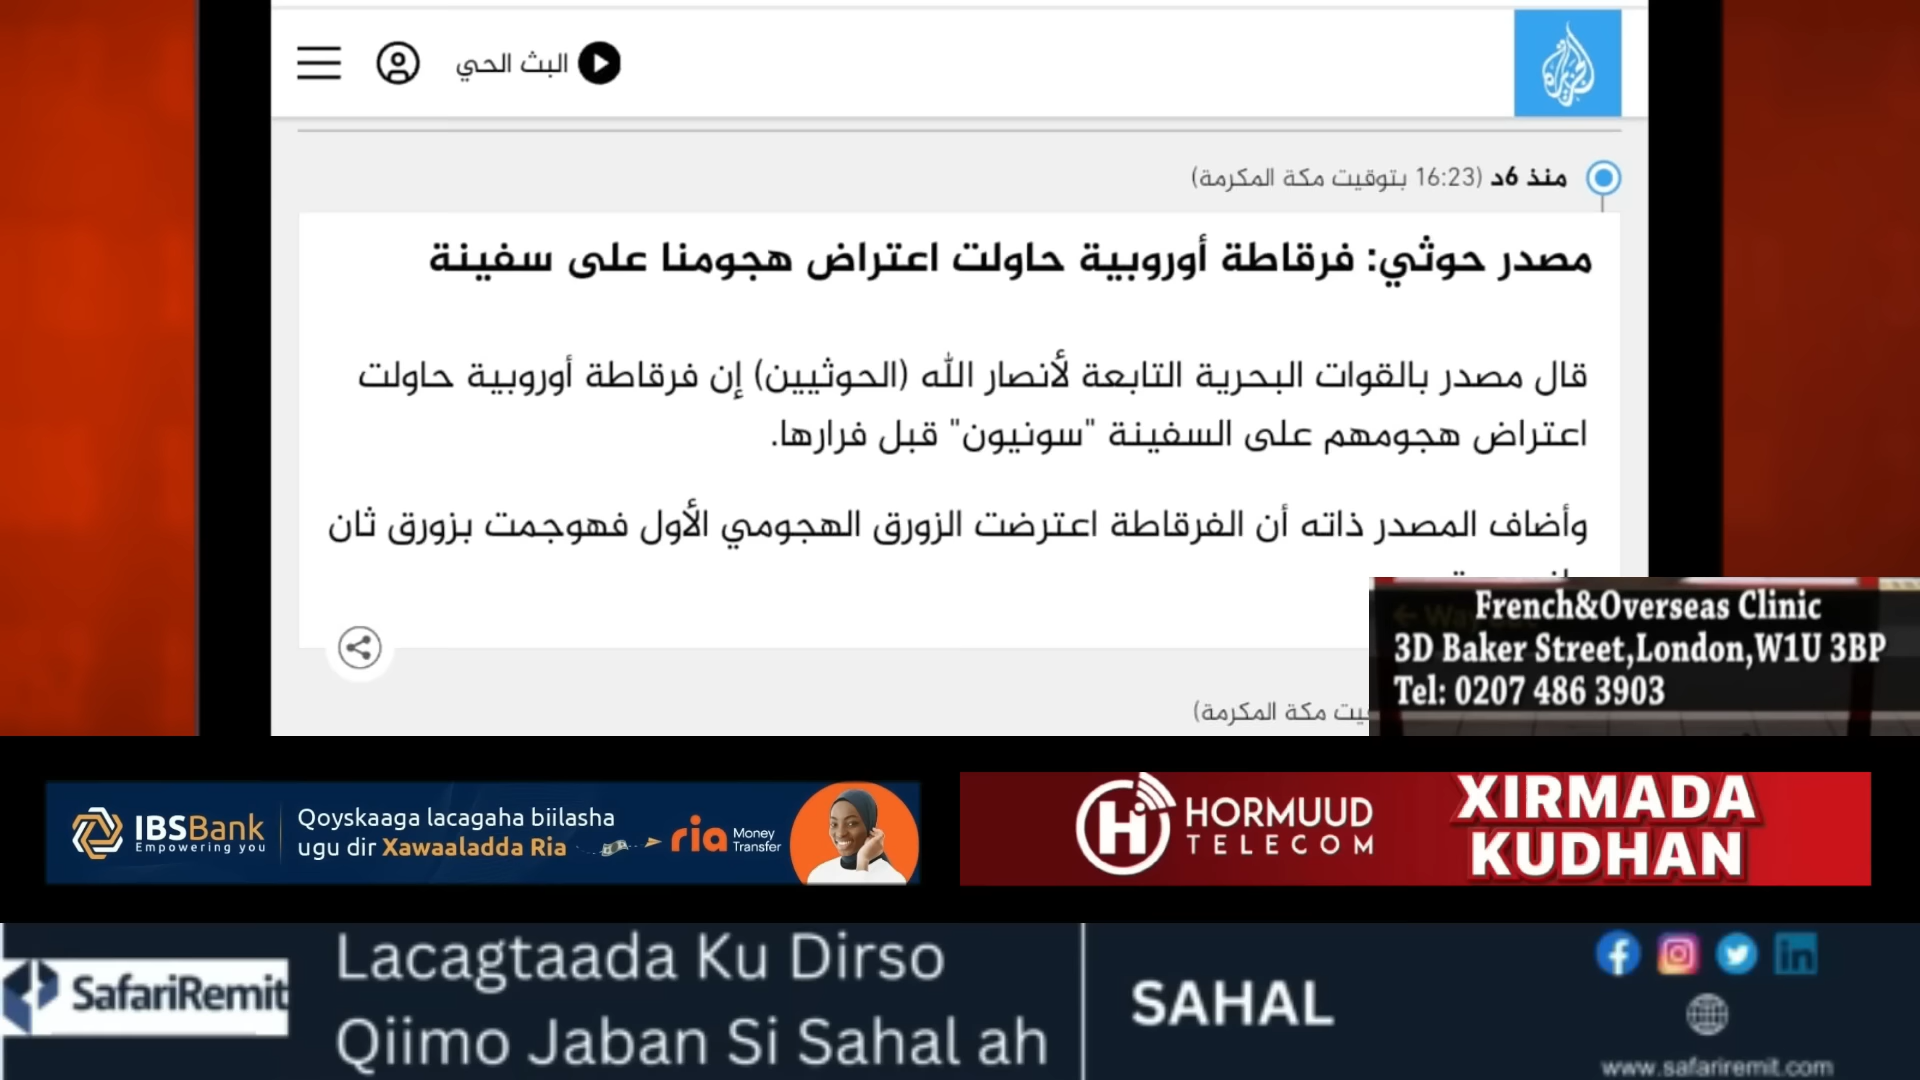 البث الحي
الجزيرة
منذ 6د (16:23 بتوقيت مكة المكرمة)
مصدر حوثي: فرقاطة أوروبية حاولت اعتراض هجومنا على سفينة
قال مصدر بالقوات البحرية التابعة لأنصار الله (الحوثيين) إن فرقاطة أوروبية حاولت
اعتراض هجومهم على السفينة "سونيون" قبل فرارها.
وأضاف المصدر ذاته أن الفرقاطة اعترضت الزورق الهجومي الأول فهوجمت بزورق ثان
مكة المكرمة)
French&Overseas Clinic
3D Baker Street,London,W1U 3BP
Tel: 0207 486 3903
IBSBank
Empowering you
Qoyskaaga lacagaha biilasha
ugu dir Xawaaladda Ria
ria Money
Transfer
HORMUUD
TELECOM
XIRMADA
KUDHAN
SafariRemit
Lacagtaada Ku Dirso
Qiimo Jaban Si Sahal ah
SAHAL
www.safariremit.com